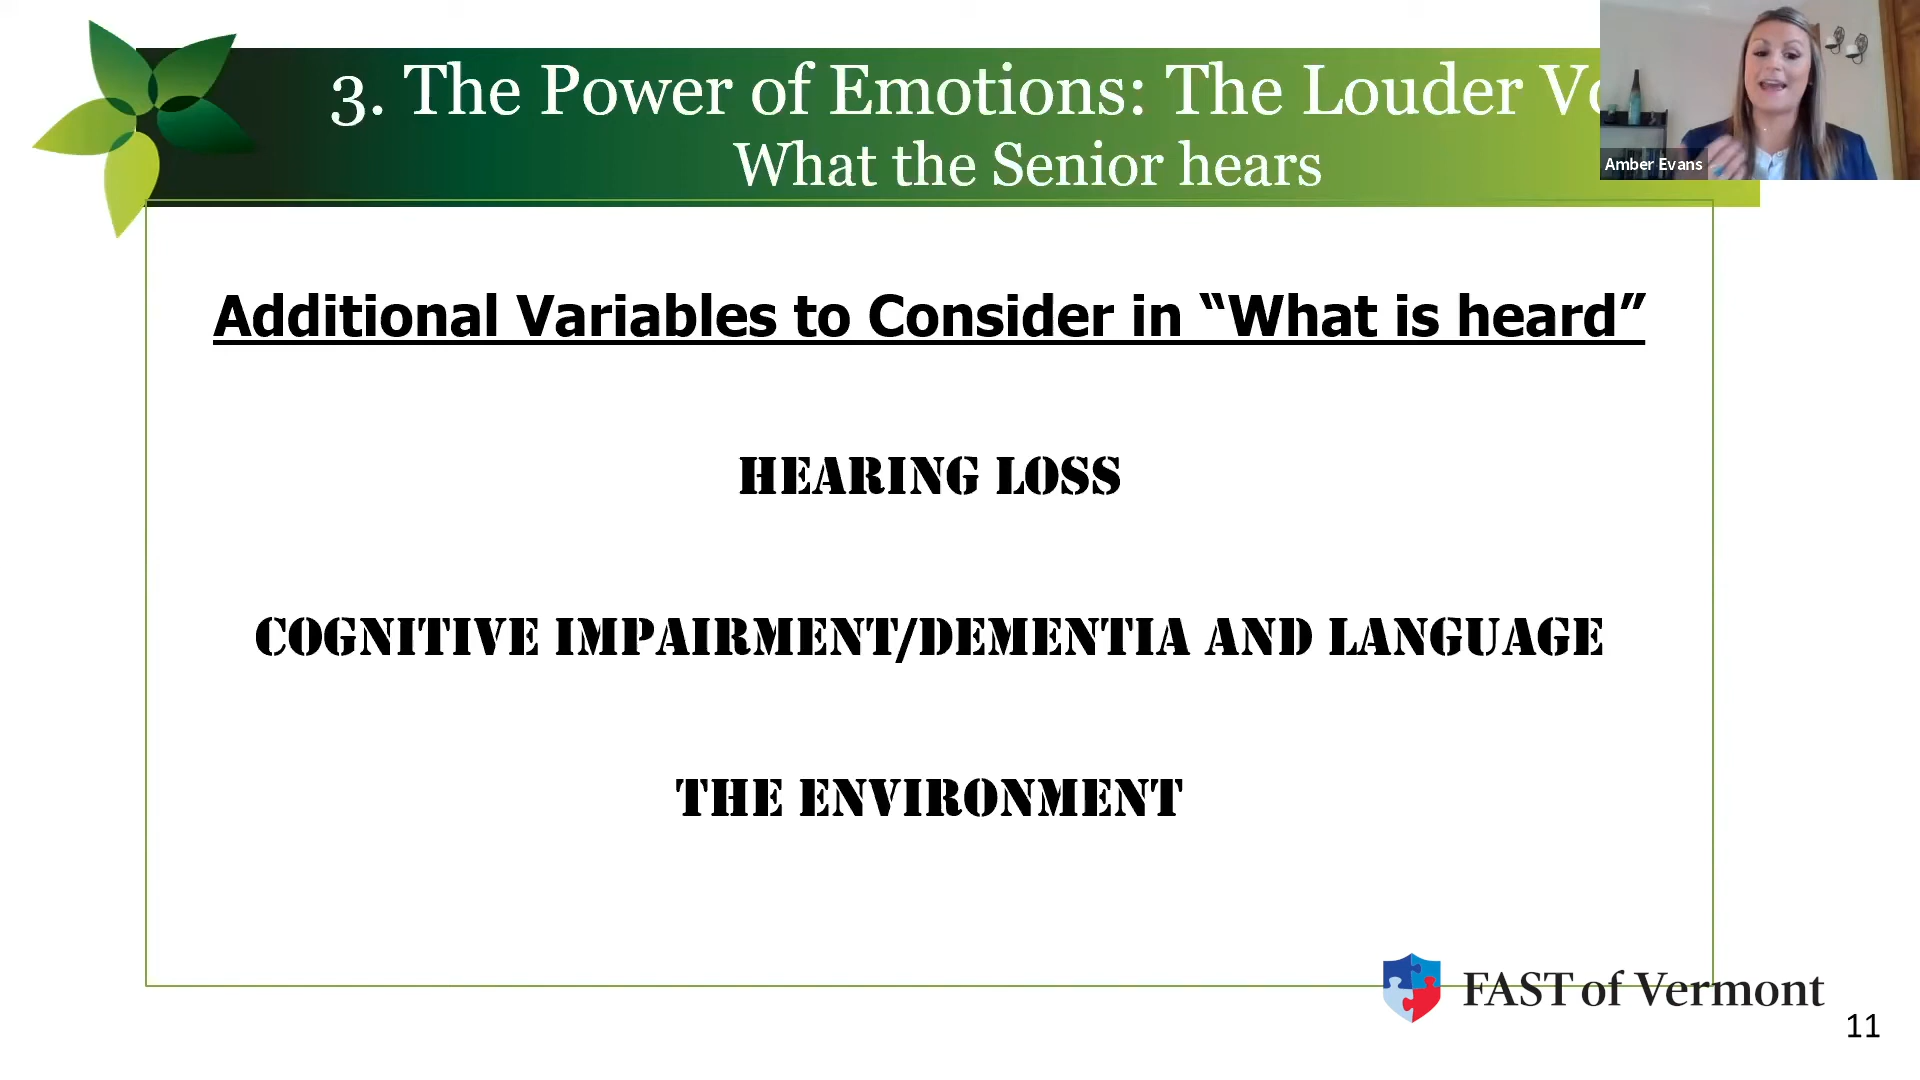 3. The Power of Emotions: The Louder
What the Senior hears
Amber Evans
Additional Variables to Consider in “What is heard”
HEARING LOSS
COGNITIVE IMPAIRMENT/DEMENTIA AND LANGUAGE
THE ENVIRONMENT
FAST of Vermont
11